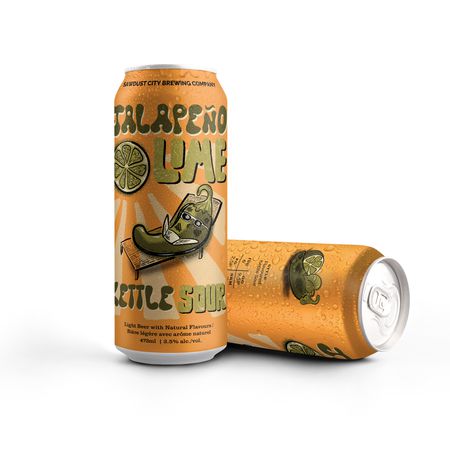 SAWDUST CITY BREWING COMPANY
JALAPEÑO
LIME
KETTLE SOUR
Light Beer with Natural Flavours /
Bière légère avec arôme naturel
473ml | 3.5% alc./vol.